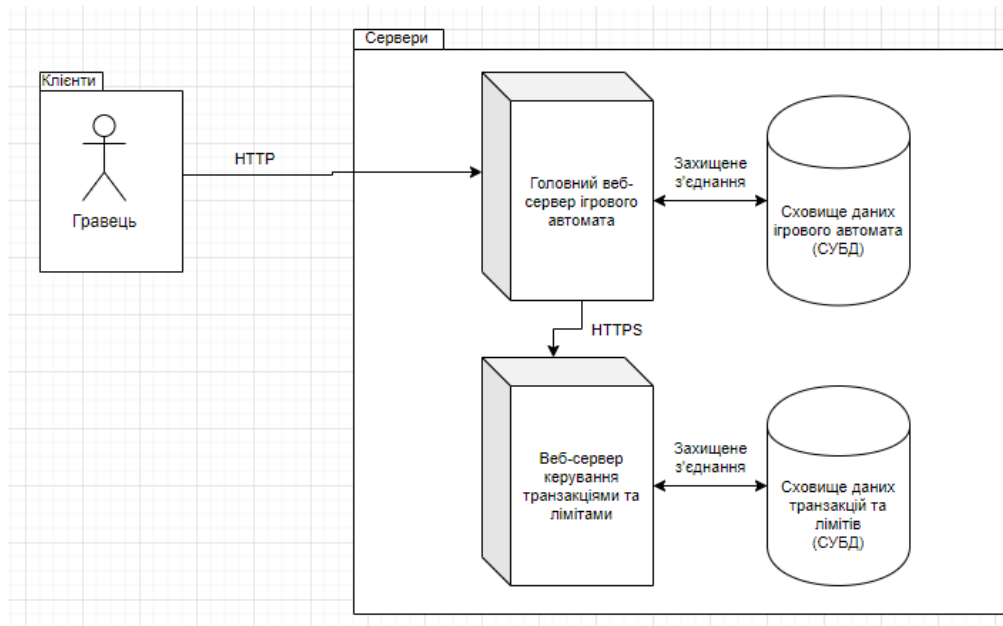 Сервери
Клієнти
Гравець
HTTP
Головний веб-
сервер ігрового
автомата
Захищене
з'єднання
Сховище даних
ігрового автомата
(СУБД)
HTTPS
Веб-сервер
керування
транзакціями та
лімітами
Захищене
з'єднання
Сховище даних
транзакцій та
лімітів
(СУБД)